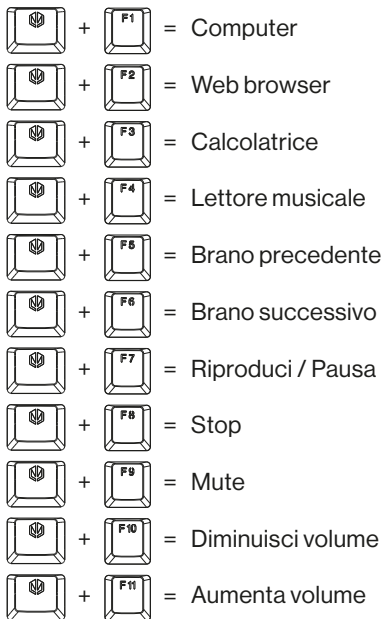 + F1 = Computer
+ F2 = Web browser
+ F3 = Calcolatrice
+ F4 = Lettore musicale
+ F5 = Brano precedente
+ F6 = Brano successivo
+ F7 = Riproduci / Pausa
+ F8 = Stop
+ F9 = Mute
+ F10 = Diminuisci volume
+ F11 = Aumenta volume